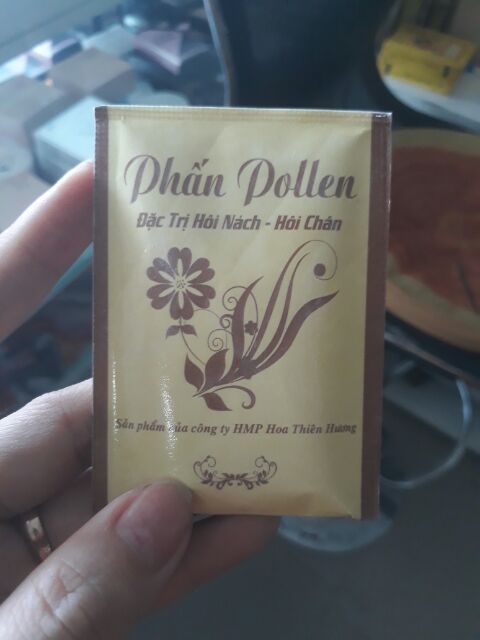 Phấn Pollen
Đặc Trị Hôi Nách - Hôi Chân
Sản phẩm của công ty HMP Hoa Thiên Hương